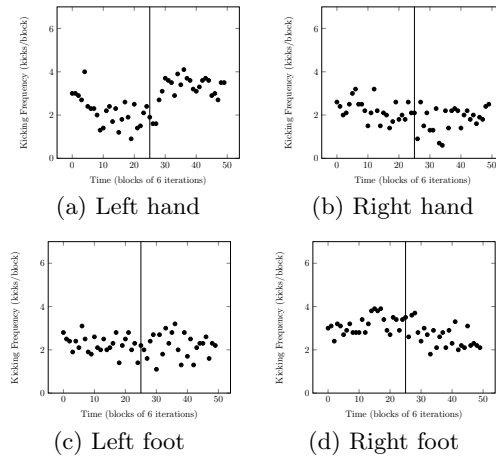 Kicking Frequency (kicks/block)
6
4
2
0
0 10 20 30 40 50
Time (blocks of 6 iterations)
(a) Left hand
Kicking Frequency (kicks/block)
6
4
2
0
0 10 20 30 40 50
Time (blocks of 6 iterations)
(b) Right hand
Kicking Frequency (kicks/block)
6
4
2
0
0 10 20 30 40 50
Time (blocks of 6 iterations)
(c) Left foot
Kicking Frequency (kicks/block)
6
4
2
0
0 10 20 30 40 50
Time (blocks of 6 iterations)
(d) Right foot